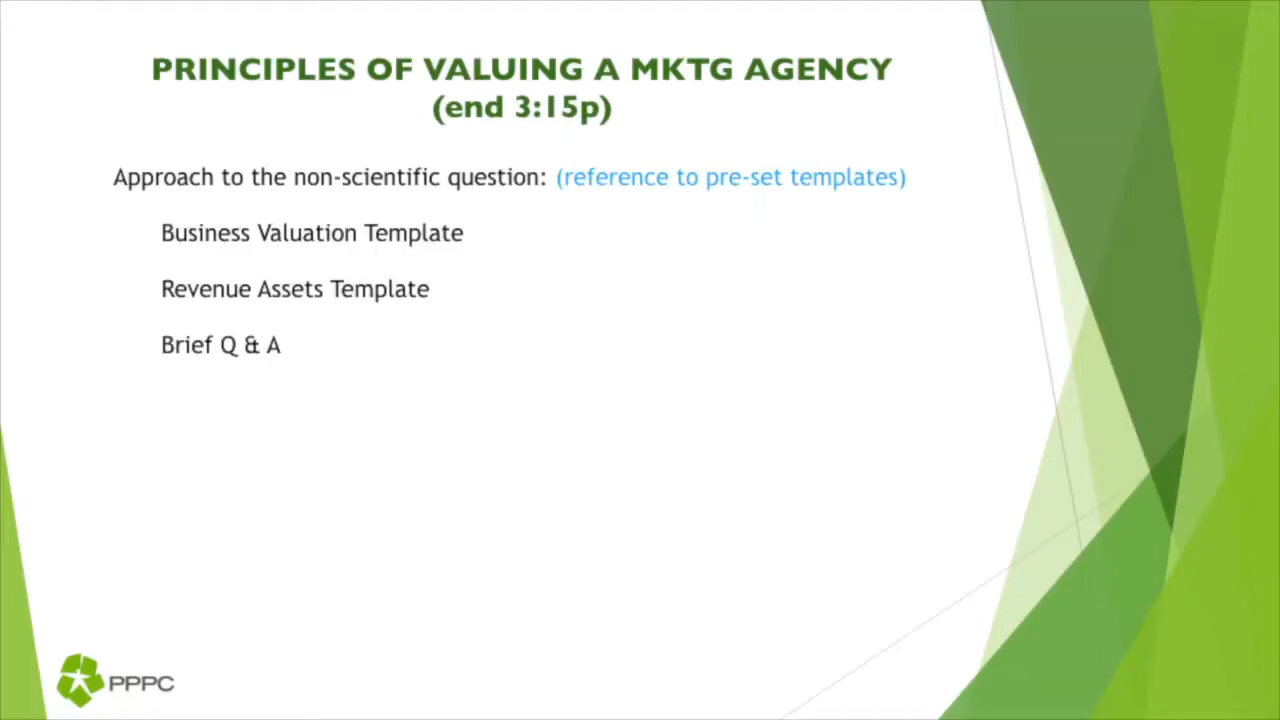 PRINCIPLES OF VALUING A MKTG AGENCY
(end 3:15p)
Approach to the non-scientific question: (reference to pre-set templates)
Business Valuation Template
Revenue Assets Template
Brief Q & A
PPPC